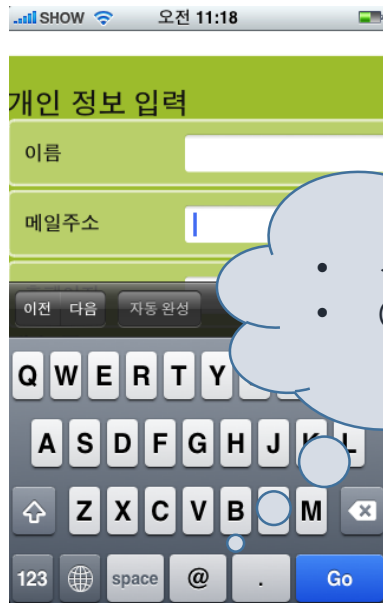 SHOW 오전 11:18
개인 정보 입력
이름
메일주소
이전 다음 자동 완성
Q W E R T Y
A S D F G H J K L
Z X C V B M
123 space @ . Go